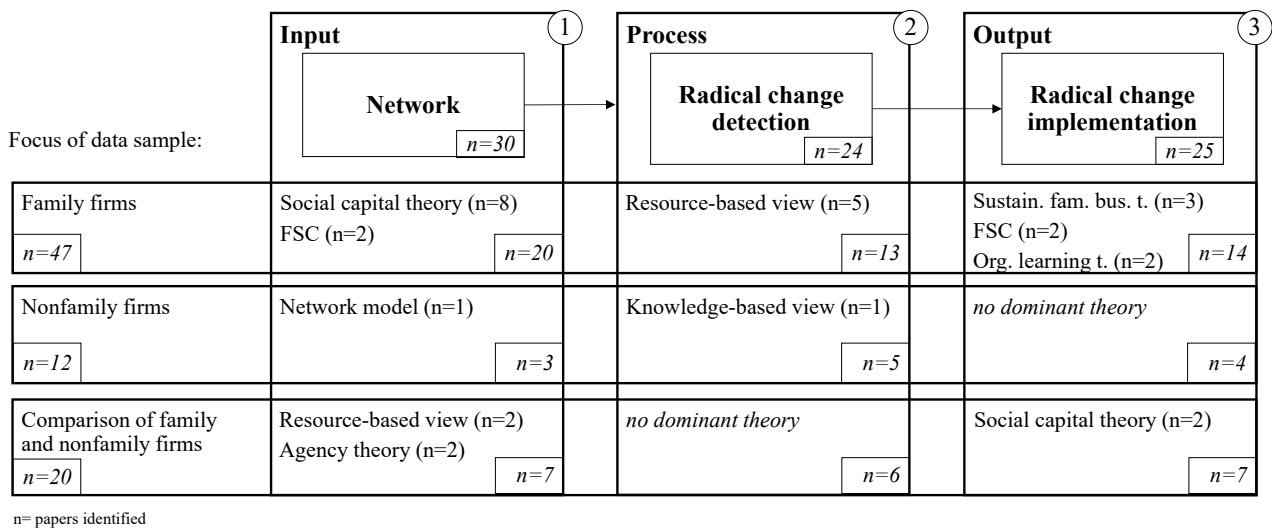 Input
1
Process
2
Output
3
Network
n=30
Radical change
detection
n=24
Radical change
implementation
n=25
Focus of data sample:
Family firms
n=47
Social capital theory (n=8)
FSC (n=2)
n=20
Resource-based view (n=5)
n=13
Sustain. fam. bus. t. (n=3)
FSC (n=2)
Org. learning t. (n=2)
n=14
Nonfamily firms
n=12
Network model (n=1)
n=3
Knowledge-based view (n=1)
n=5
no dominant theory
n=4
Comparison of family
and nonfamily firms
n=20
Resource-based view (n=2)
Agency theory (n=2)
n=7
no dominant theory
n=6
Social capital theory (n=2)
n=7
n= papers identified